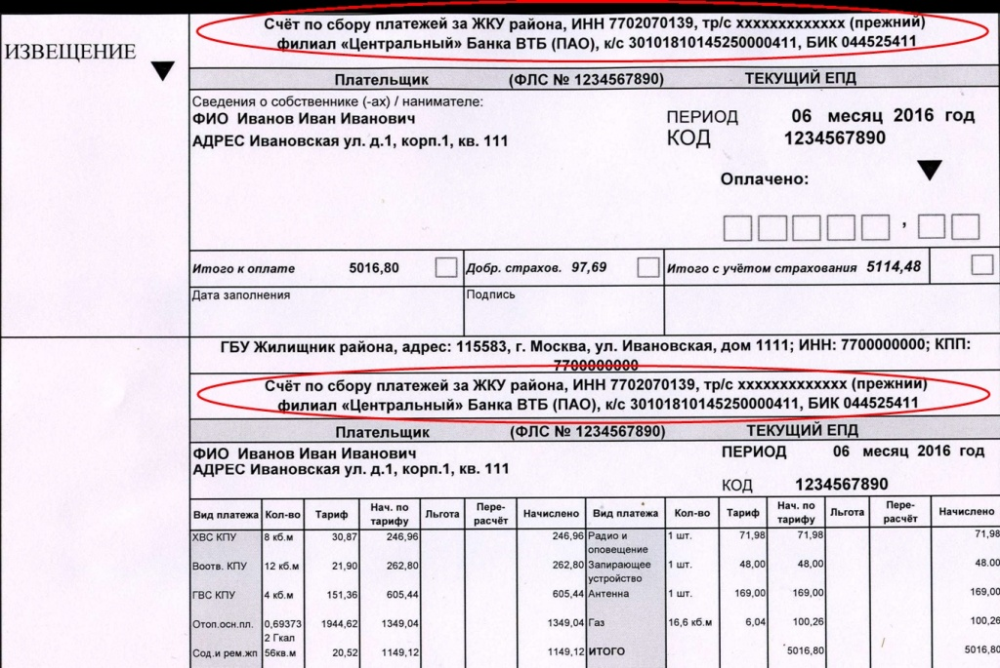 Счёт по сбору платежей за ЖКУ района, ИНН 7702070139, тр/с xxxxxxxxxxxxx (прежний)
филиал «Центральный» Банка ВТБ (ПАО), к/с 30101810145250000411, БИК 044525411
ИЗВЕЩЕНИЕ
Плательщик (ФЛС № 1234567890) ТЕКУЩИЙ ЕПД
Сведения о собственнике (-ах) / нанимателе:
ФИО Иванов Иван Иванович
ПЕРИОД 06 месяц 2016 год
АДРЕС Ивановская ул. д.1, корп.1, кв. 111
КОД 1234567890
Оплачено:
,
Итого к оплате 5016,80 Добр. страхов. 97,69 Итого с учётом страхования 5114,48
Дата заполнения Подпись
ГБУ Жилищник района, адрес: 115583, г. Москва, ул. Ивановская, дом 1111; ИНН: 7700000000; КПП:
7700000000
Счёт по сбору платежей за ЖКУ района, ИНН 7702070139, тр/с xxxxxxxxxxxxx (прежний)
филиал «Центральный» Банка ВТБ (ПАО), к/с 30101810145250000411, БИК 044525411
Плательщик (ФЛС № 1234567890) ТЕКУЩИЙ ЕПД
ФИО Иванов Иван Иванович ПЕРИОД 06 месяц 2016 год
АДРЕС Ивановская ул. д.1, корп.1, кв. 111
КОД 1234567890
Вид платежа Кол-во Тариф Нач. по тарифу Льгота Пере-расчёт Начислено Вид платежа Кол-во Тариф Нач. по тарифу Льгота Пере-расчёт Начислено
ХВС КПУ 8 кб.м 30,87 246,96 246,96 Радио и оповещение 1 шт. 71,98 71,98 71,98
Воотв. КПУ 12 кб.м 21,90 262,80 262,80 Запирающее устройство 1 шт. 48,00 48,00 48.00
ГВС КПУ 4 кб.м 151,36 605,44 605,44 Антенна 1 шт. 169,00 169,00 169,00
Отоп.осн.пл. 0,69373 2 Гкал 1944,62 1349,04 1349,04 Газ 16,6 кб.м 6,04 100,26 100,26
Сод.и рем.жп 56кв.м 20,52 1149,12 1149,12 ИТОГО 5016,80 5016,80